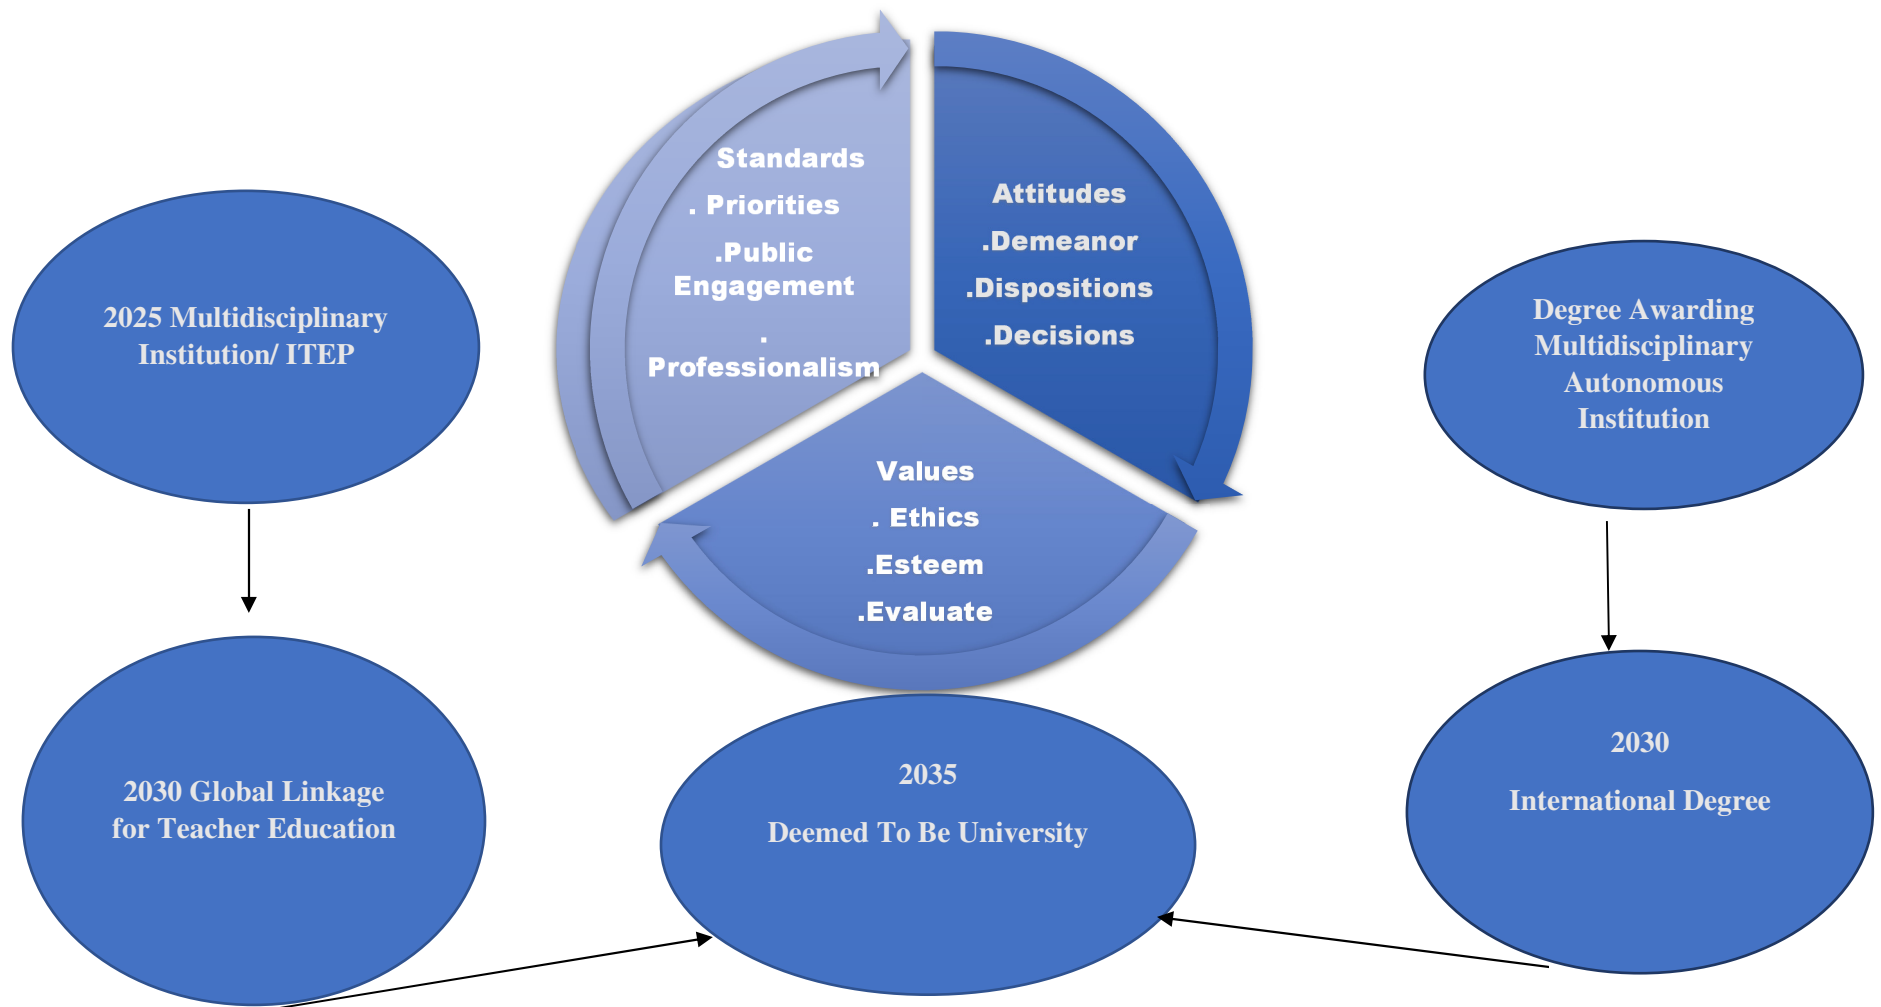 Standards
. Priorities
.Public
Engagement
.
Professionalism
Attitudes
.Demeanor
.Dispositions
.Decisions
Values
. Ethics
.Esteem
.Evaluate
2025 Multidisciplinary
Institution/ ITEP
Degree Awarding
Multidisciplinary
Autonomous
Institution
2030 Global Linkage
for Teacher Education
2035
Deemed To Be University
2030
International Degree